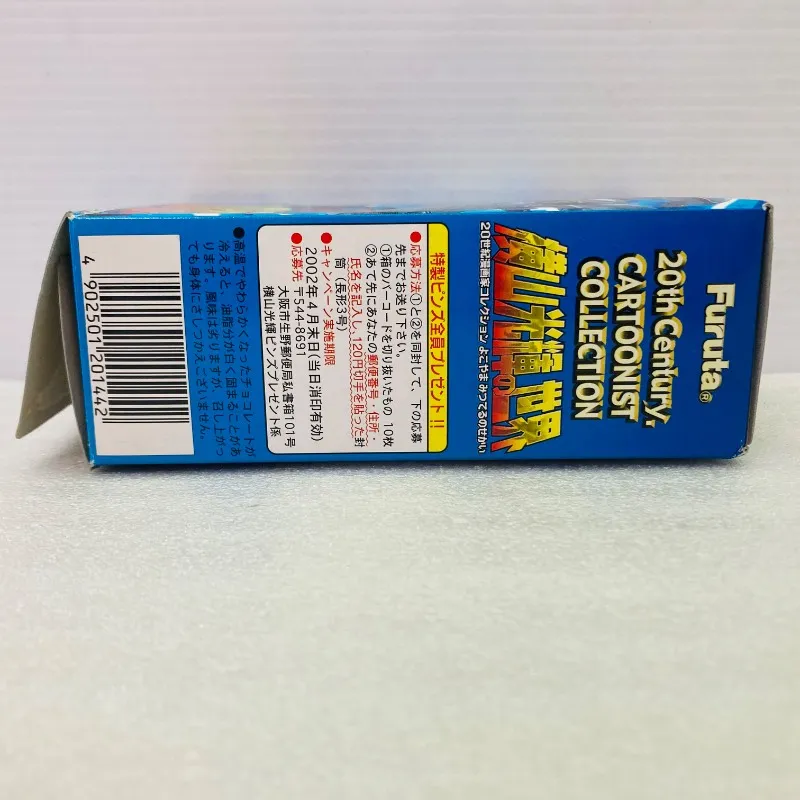 Furuta®
20th Century.
CARTOONIST
COLLECTION
横山光輝の世界
20世紀漫画家コレクション よこやまみつてるのせかい
特製ピンズ全員プレゼント!!
●応募方法①と②を同封して、下の応募
先までお送り下さい。
①箱のバーコードを切り抜いたもの 10枚
②あて先にあなたの郵便番号・住所・
氏名を記入し、120円切手を貼った封
筒(長形3号)
●キャンペーン実施期限
2002年4月末日(当日消印有効)
●応募先 〒544-8691
大阪市生野郵便局私書箱101号
横山光輝ピンズプレゼント係
●高温でやわらかくなったチョコレートが
冷えると、油脂分が白く固まることがあ
ります。風味は劣りますが、召し上がっ
ても身体にさしつかえございません。
4902501201442